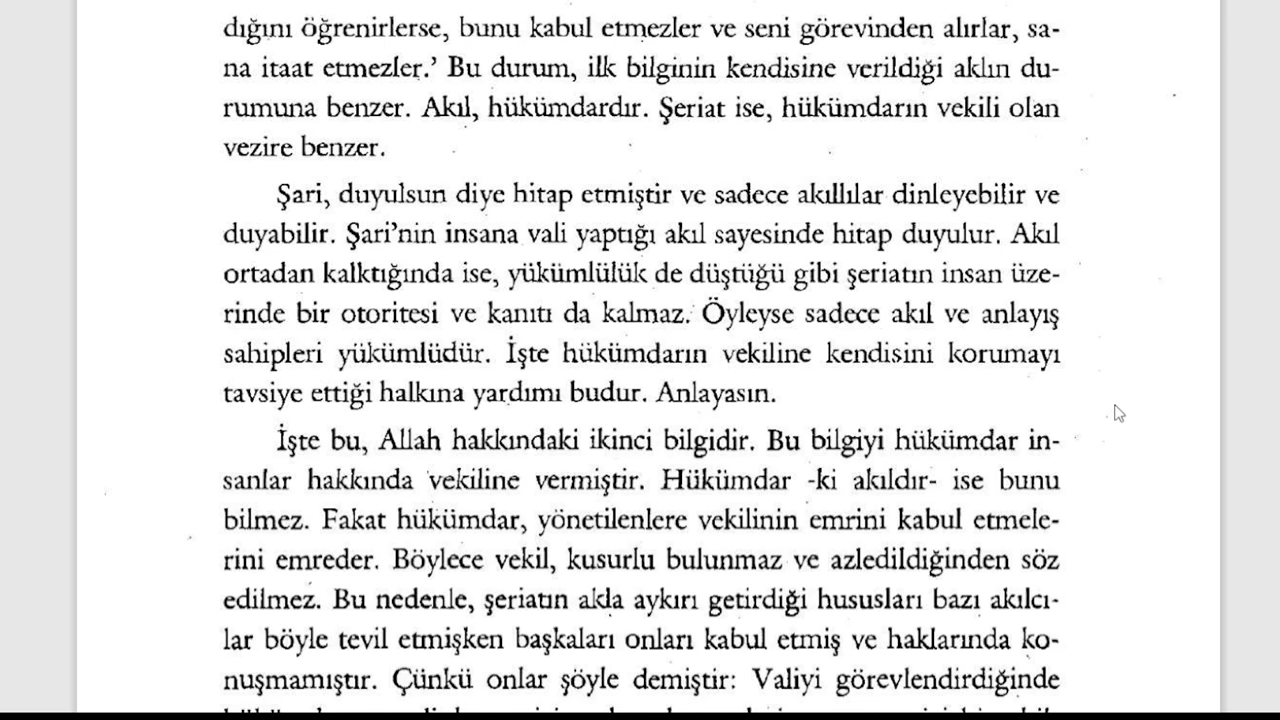 dığını öğrenirlerse, bunu kabul etmezler ve seni görevinden alırlar, sa-
na itaat etmezler.’ Bu durum, ilk bilginin kendisine verildiği aklın du-
rumuna benzer. Akıl, hükümdardır. Şeriat ise, hükümdarın vekili olan
vezire benzer.
Şari, duyulsun diye hitap etmiştir ve sadece akıllılar dinleyebilir ve
duyabilir. Şari’nin insana vali yaptığı akıl sayesinde hitap duyulur. Akıl
ortadan kalktığında ise, yükümlülük de düştüğü gibi şeriatın insan üze-
rinde bir otoritesi ve kanıtı da kalmaz. Öyleyse sadece akıl ve anlayış
sahipleri yükümlüdür. İşte hükümdarın vekiline kendisini korumayı
tavsiye ettiği halkına yardımı budur. Anlayasın.
İşte bu, Allah hakkındaki ikinci bilgidir. Bu bilgiyi hükümdar in-
sanlar hakkında vekiline vermiştir. Hükümdar -ki akıldır- ise bunu
bilmez. Fakat hükümdar, yönetilenlere vekilinin emrini kabul etmele-
rini emreder. Böylece vekil, kusurlu bulunmaz ve azledildiğinden söz
edilmez. Bu nedenle, şeriatın akla aykırı getirdiği hususları bazı akılcı-
lar böyle tevil etmişken başkaları onları kabul etmiş ve haklarında ko-
nuşmamıştır. Çünkü onlar şöyle demiştir: Valiyi görevlendirdiğinde